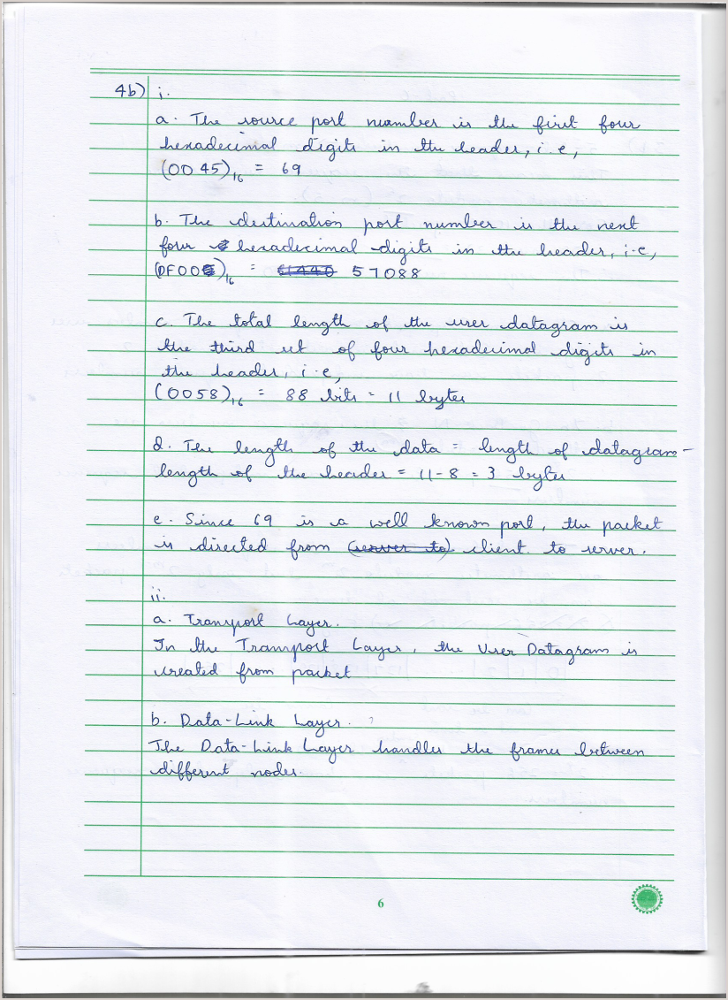 4b) i.
a. The source port number is the first four
hexadecimal digits in the header, i.e,
(0045)₁₆ = 69
b. The destination port number is the next
four hexadecimal digits in the header, i.e,
(DF00)₁₆ = 57088
c. The total length of the user datagram is
the third set of four hexadecimal digits in
the header, i.e,
(0058)₁₆ = 88 bits = 11 bytes
d. The length of the data = length of datagram -
length of the header = 11-8 = 3 bytes
e. Since 69 is a well known port, the packet
is directed from (server to) client to server.
ii.
a. Transport Layer.
In the Transport Layer, the User Datagram is
created from packet
b. Data-Link Layer. ?
The Data-Link Layer handles the frames between
different nodes.
6